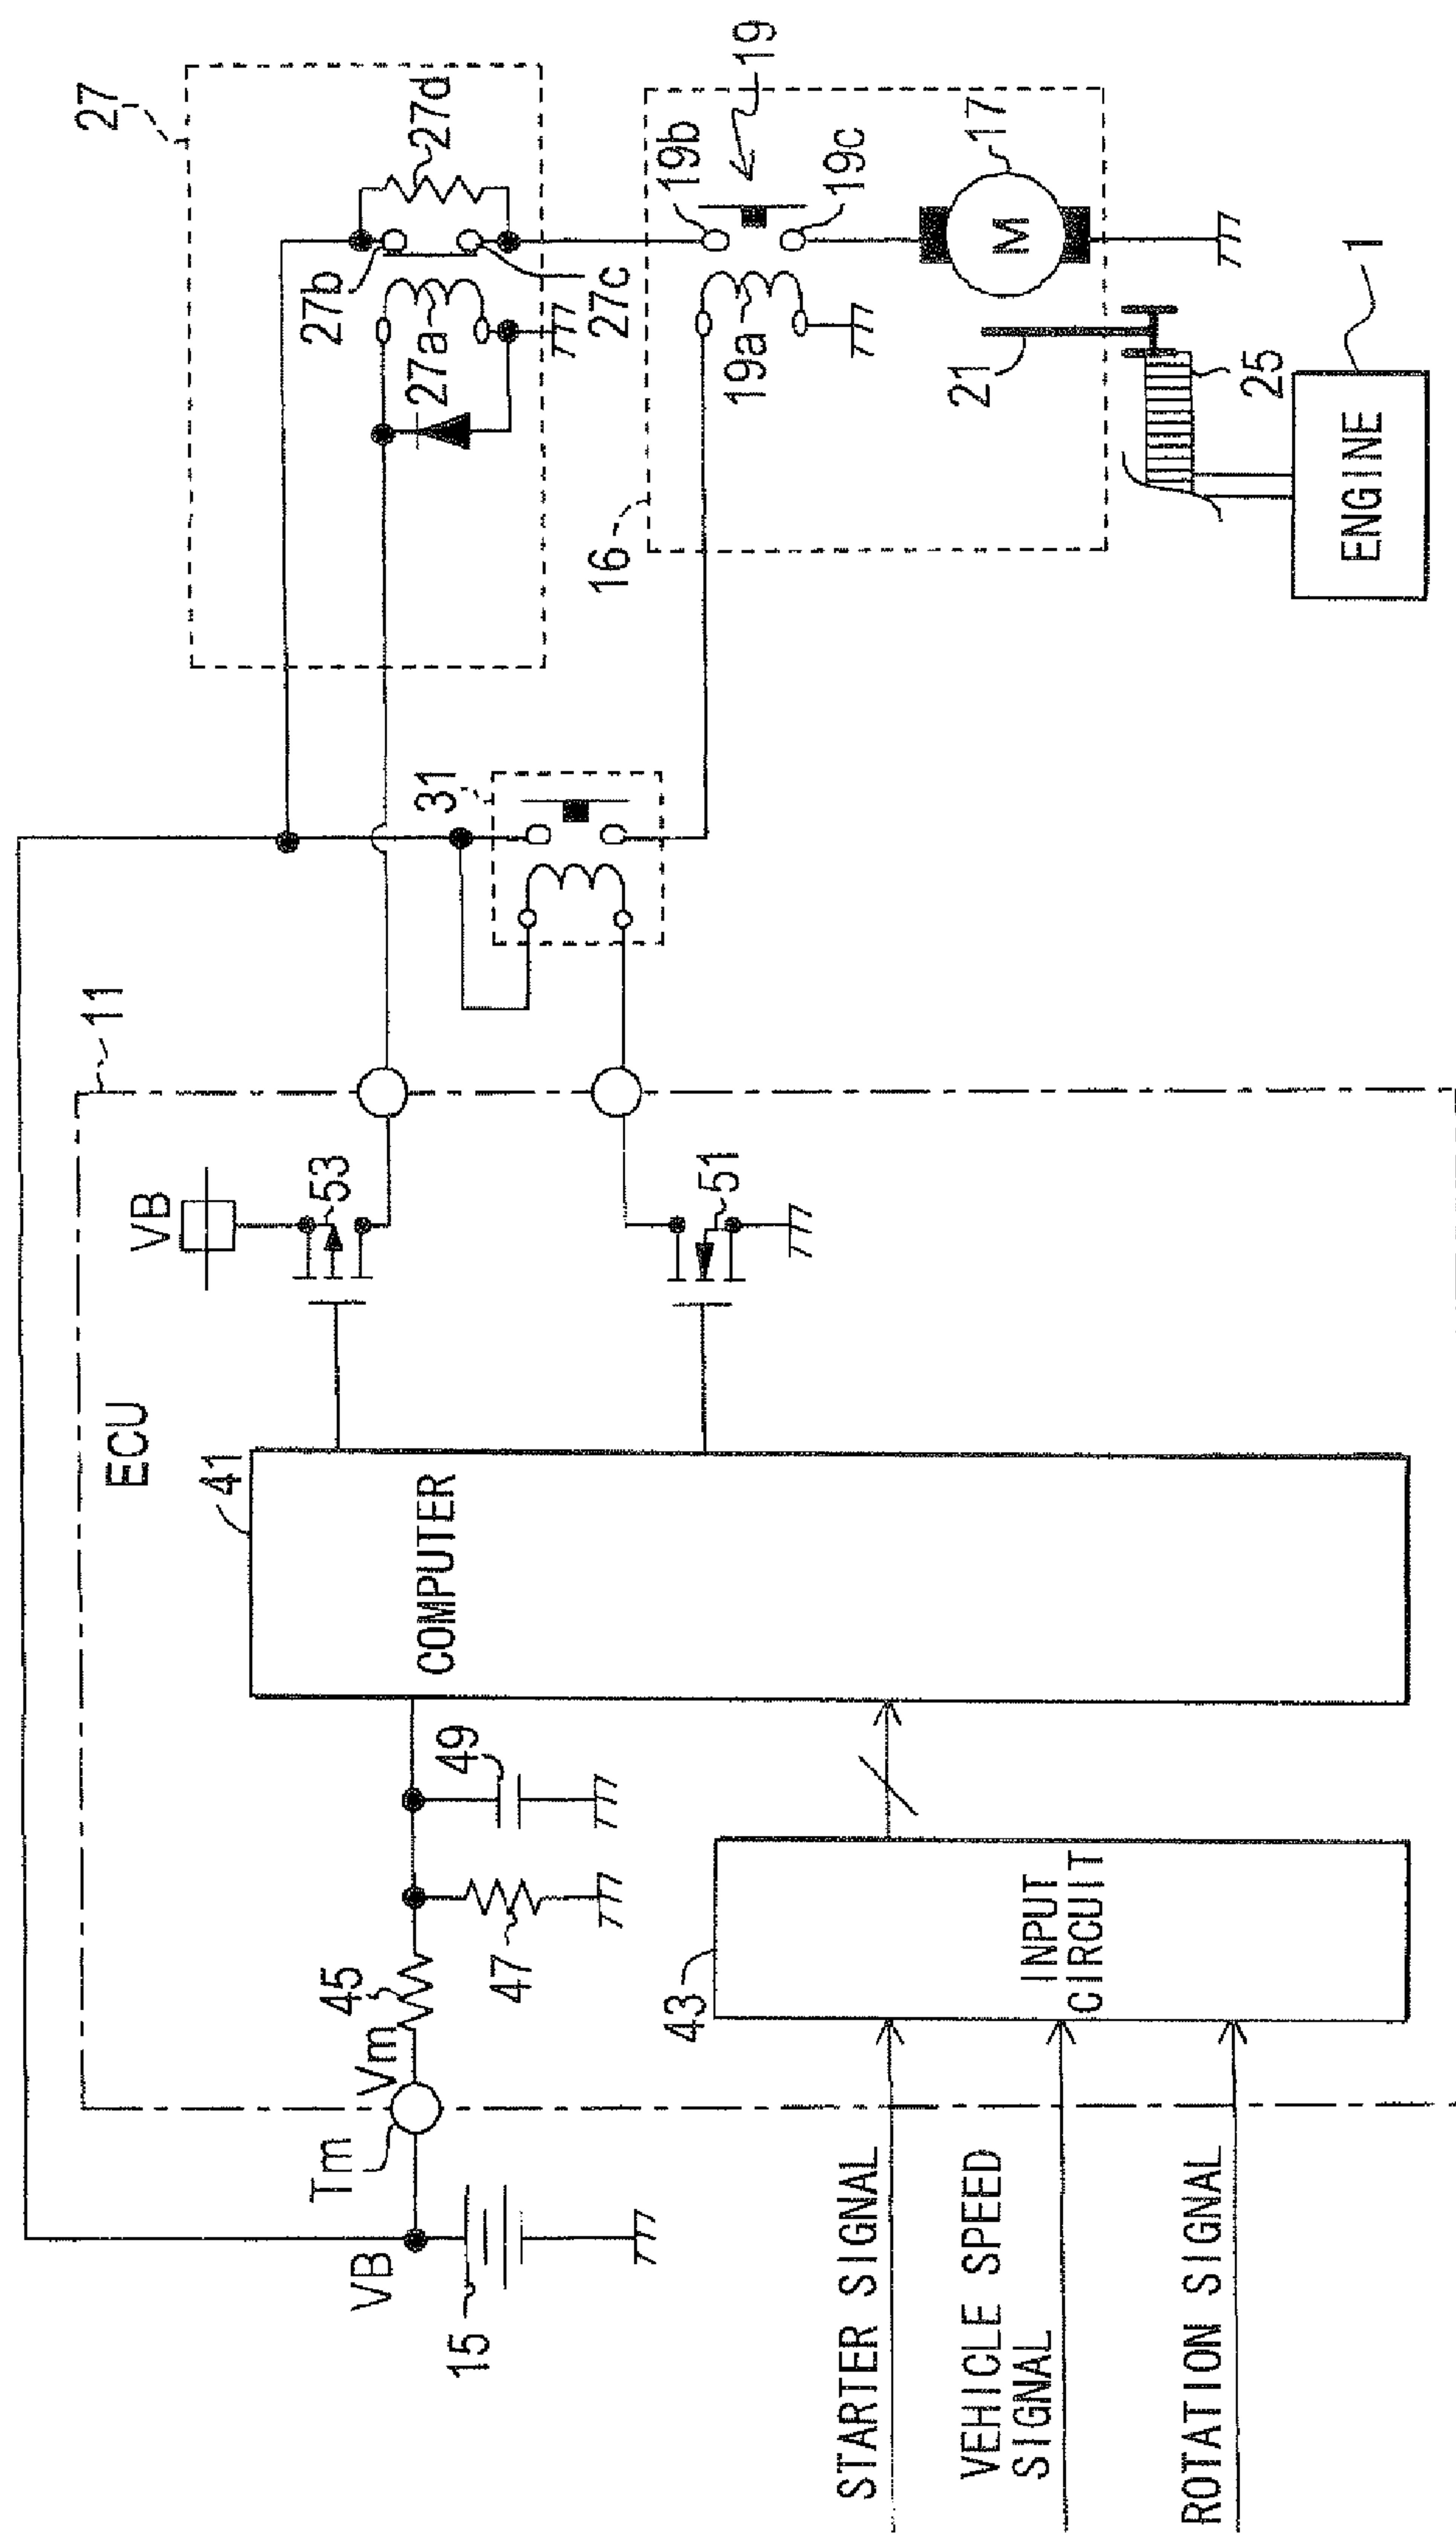 VB
15
Tm
Vm
45
47
49
ECU
11
41
COMPUTER
43
INPUT
CIRCUIT
STARTER SIGNAL
VEHICLE SPEED
SIGNAL
ROTATION SIGNAL
VB
53
51
31
27
27a
27b
27c
27d
16
19
19a
19b
19c
17
M
21
25
1
ENGINE